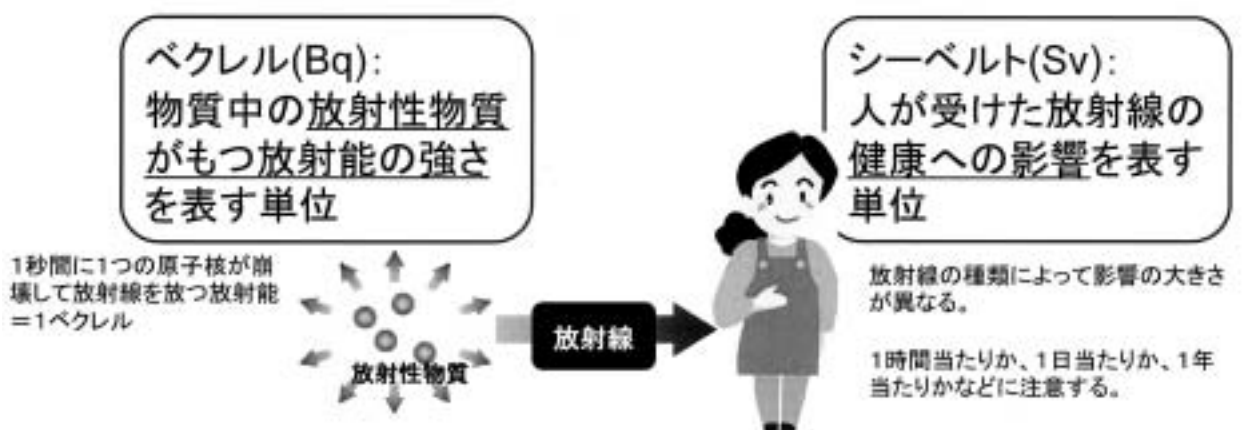 ベクレル(Bq):
物質中の放射性物質
がもつ放射能の強さ
を表す単位
シーベルト(Sv):
人が受けた放射線の
健康への影響を表す
単位
1秒間に1つの原子核が崩
壊して放射線を放つ放射能
=1ベクレル
放射性物質
放射線
放射線の種類によって影響の大きさ
が異なる。
1時間当たりか、1日当たりか、1年
当たりかなどに注意する。